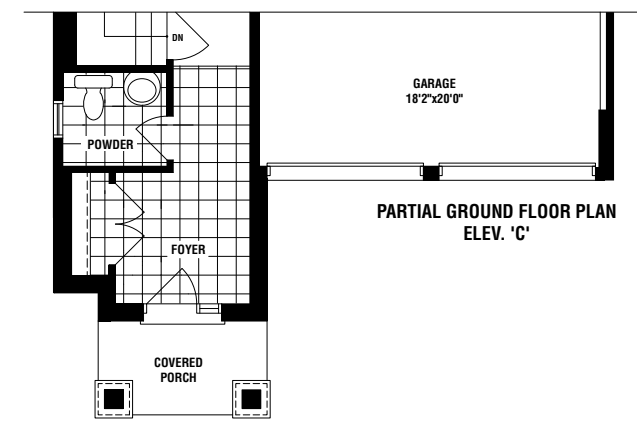 DN
GARAGE
18'2"x20'0"
POWDER
PARTIAL GROUND FLOOR PLAN
ELEV. 'C'
FOYER
COVERED
PORCH